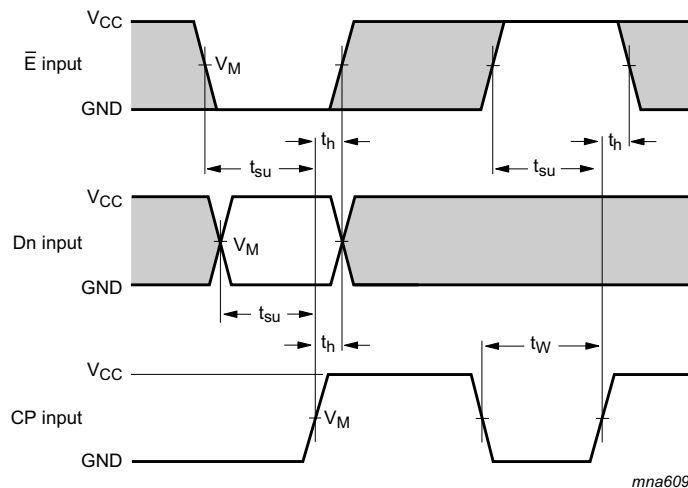 VCC
E̅ input
VM
GND
th
th
tsu
tsu
VCC
Dn input
VM
GND
tsu
th
tW
VCC
CP input
VM
GND
mna609